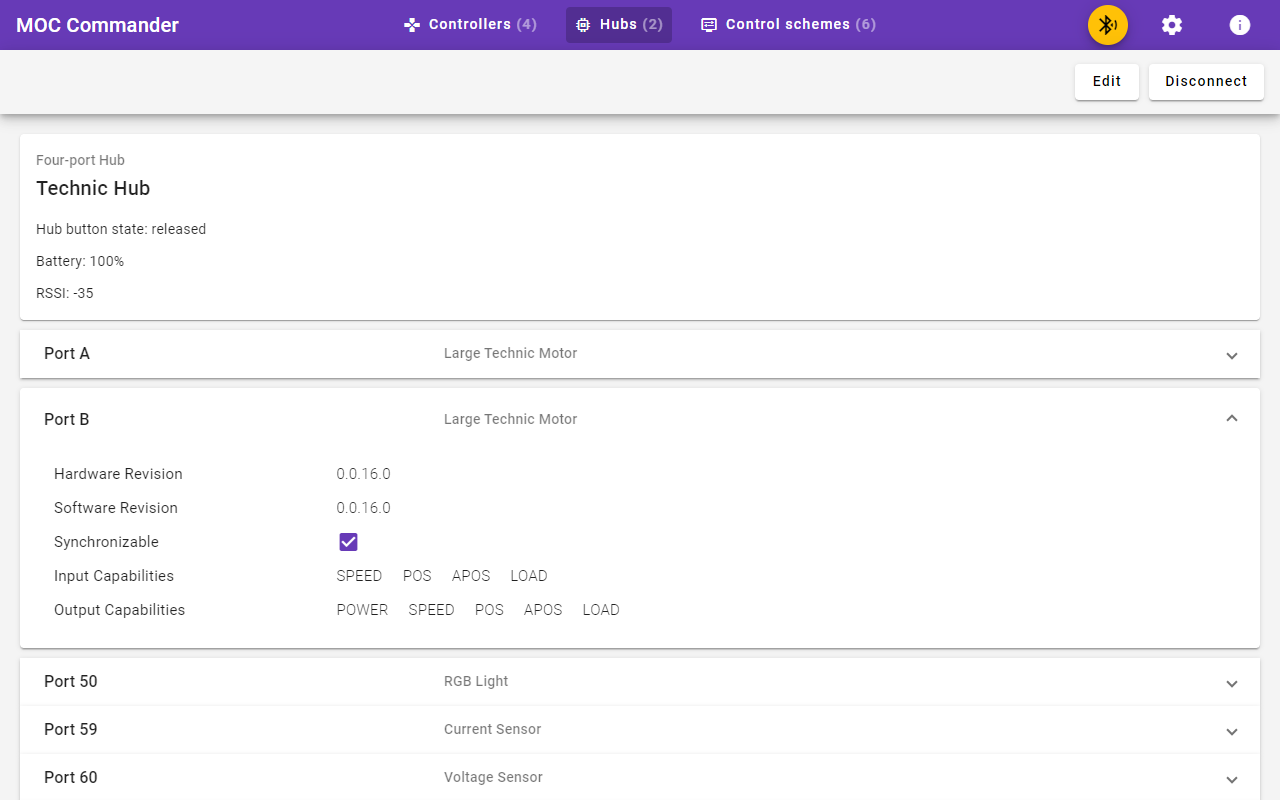 MOC Commander
Controllers (4) Hubs (2) Control schemes (6)
Edit Disconnect
Four-port Hub
Technic Hub
Hub button state: released
Battery: 100%
RSSI: -35
Port A Large Technic Motor
Port B Large Technic Motor
Hardware Revision 0.0.16.0
Software Revision 0.0.16.0
Synchronizable
Input Capabilities SPEED POS APOS LOAD
Output Capabilities POWER SPEED POS APOS LOAD
Port 50 RGB Light
Port 59 Current Sensor
Port 60 Voltage Sensor